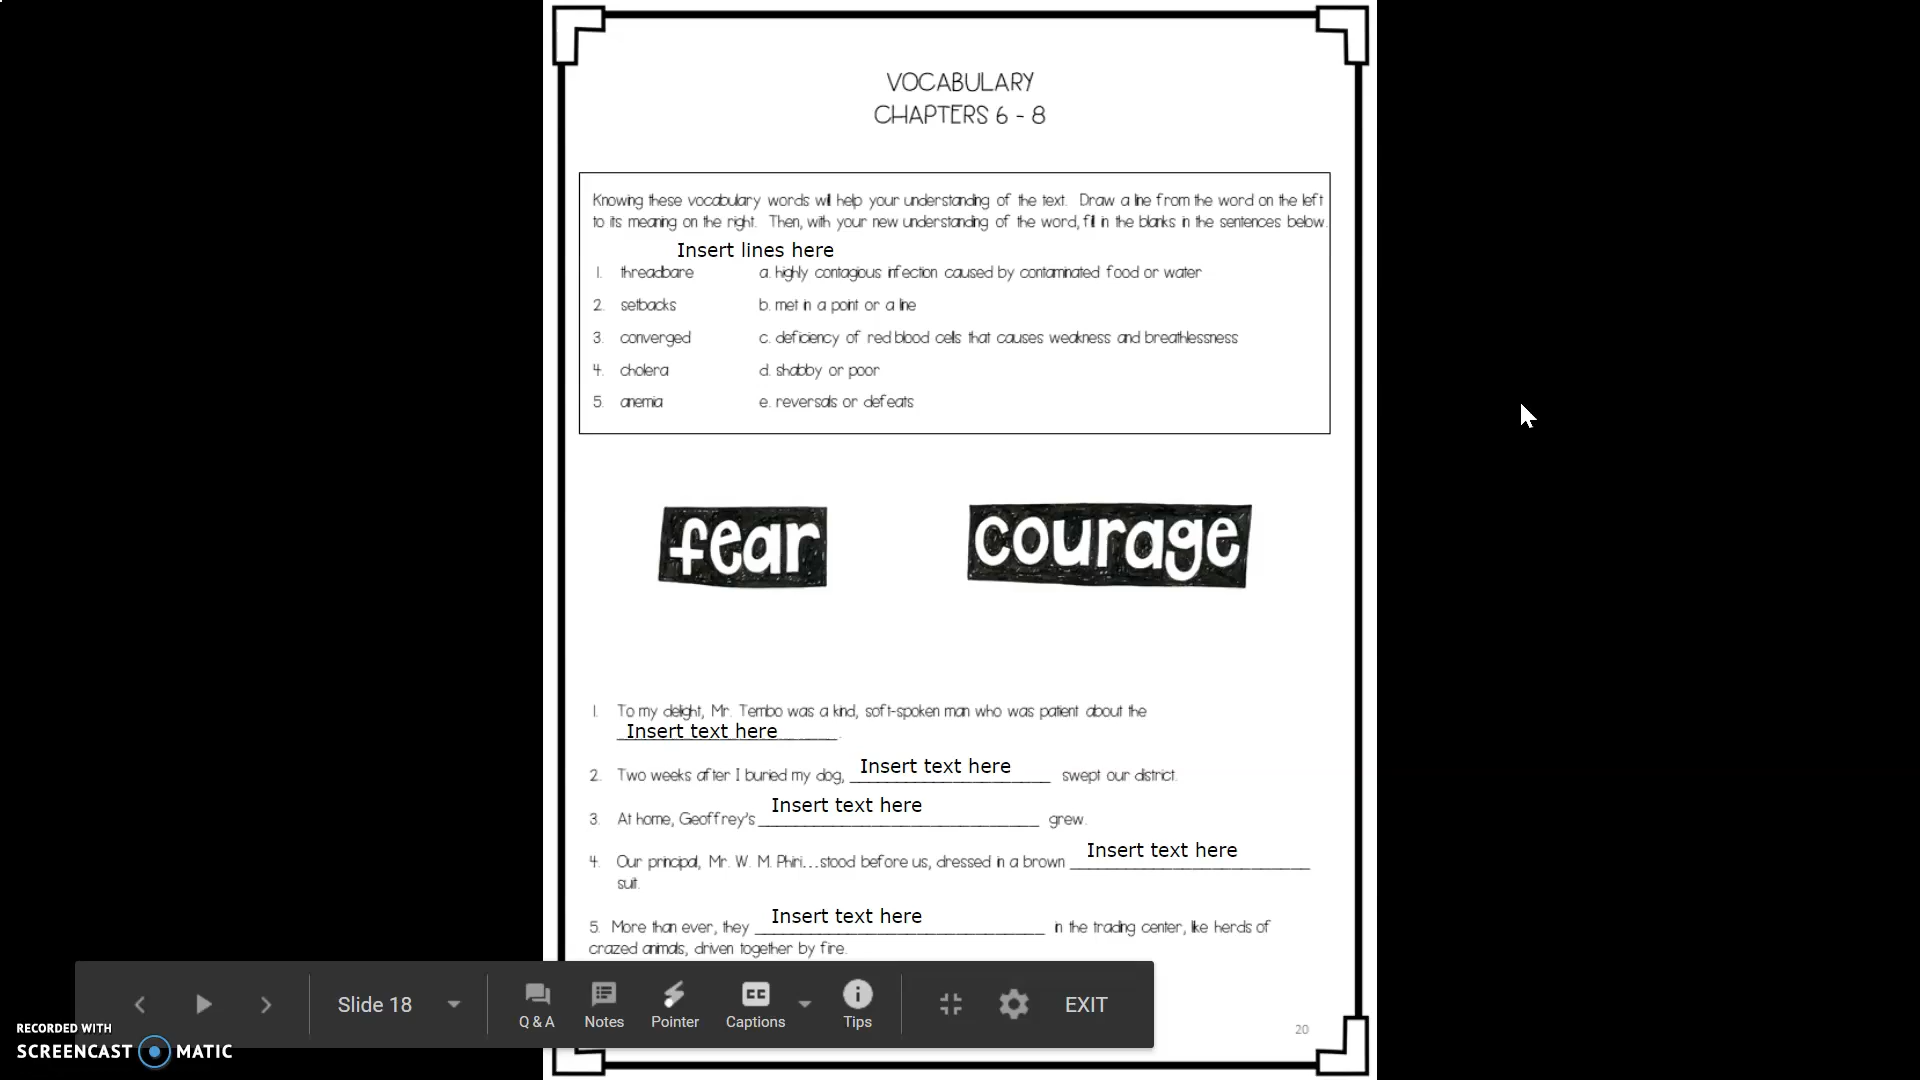 VOCABULARY
CHAPTERS 6 - 8
Knowing these vocabulary words will help your understanding of the text. Draw a line from the word on the left
to its meaning on the right. Then, with your new understanding of the word, fill in the blanks in the sentences below.
Insert lines here
1. threadbare a. highly contagious infection caused by contaminated food or water
2. setbacks b. met in a point or a line
3. converged c. deficiency of red blood cells that causes weakness and breathlessness
4. cholera d. shabby or poor
5. anemia e. reversals or defeats
fear courage
1. To my delight, Mr. Tembo was a kind, soft-spoken man who was patient about the
Insert text here.
2. Two weeks after I buried my dog, Insert text here swept our district.
3. At home, Geoffrey's Insert text here grew.
4. Our principal, Mr. W. M. Phiri...stood before us, dressed in a brown Insert text here
suit.
5. More than ever, they Insert text here in the trading center, like herds of
crazed animals, driven together by fire.
Slide 18 Q & A Notes Pointer CC Captions Tips EXIT
20
RECORDED WITH
SCREENCAST MATIC